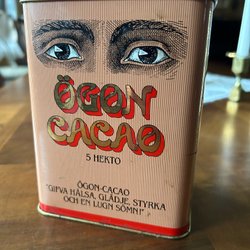 ÖGON
CACAO
5 HEKTO
ÖGON-CACAO
"GIFVA HÄLSA, GLÄDJE, STYRKA
OCH EN LUGN SÖMN!"